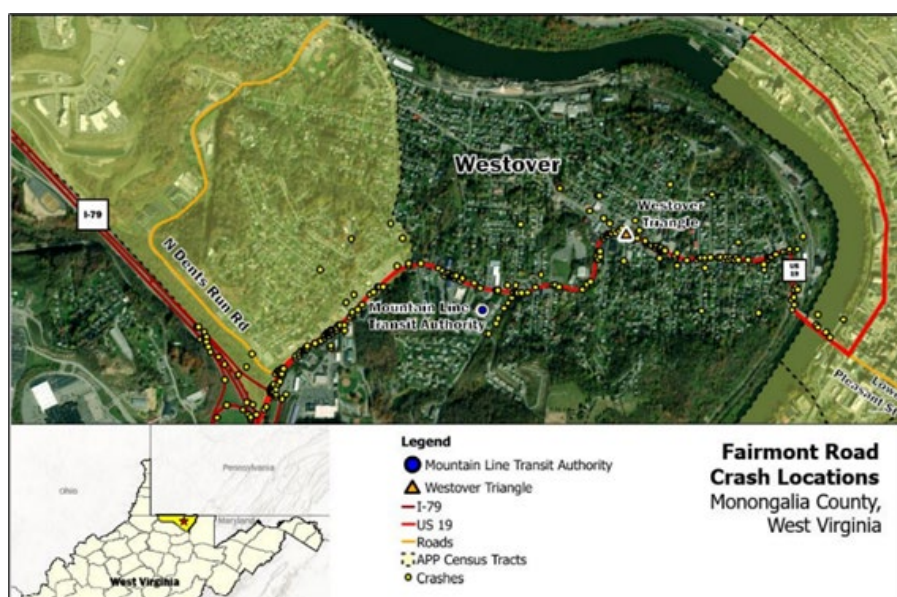 Westover
Westover
Triangle
I-79
N Dents Run Rd
US
19
Mountain Line
Transit Authority
Pleasant St
Ohio
Pennsylvania
Maryland
West Virginia
Legend
Mountain Line Transit Authority
Westover Triangle
I-79
US 19
Roads
APP Census Tracts
Crashes
Fairmont Road
Crash Locations
Monongalia County,
West Virginia